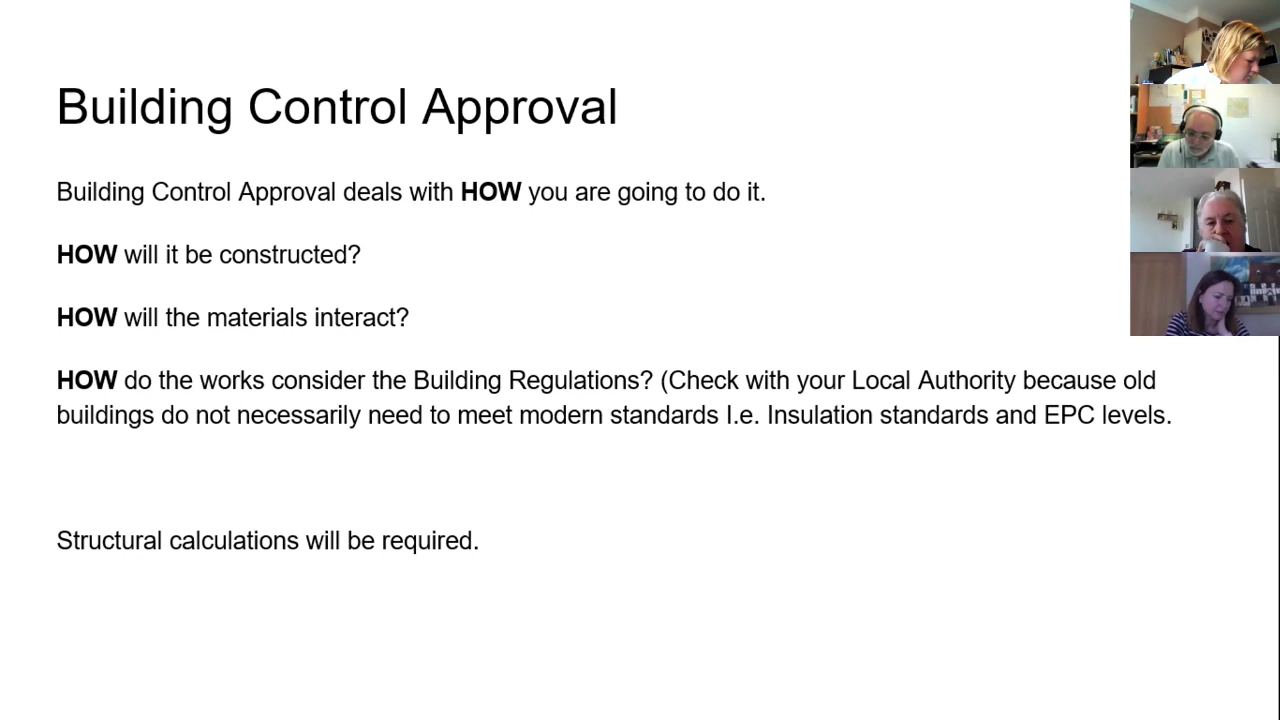 Building Control Approval
Building Control Approval deals with HOW you are going to do it.
HOW will it be constructed?
HOW will the materials interact?
HOW do the works consider the Building Regulations? (Check with your Local Authority because old
buildings do not necessarily need to meet modern standards I.e. Insulation standards and EPC levels.
Structural calculations will be required.